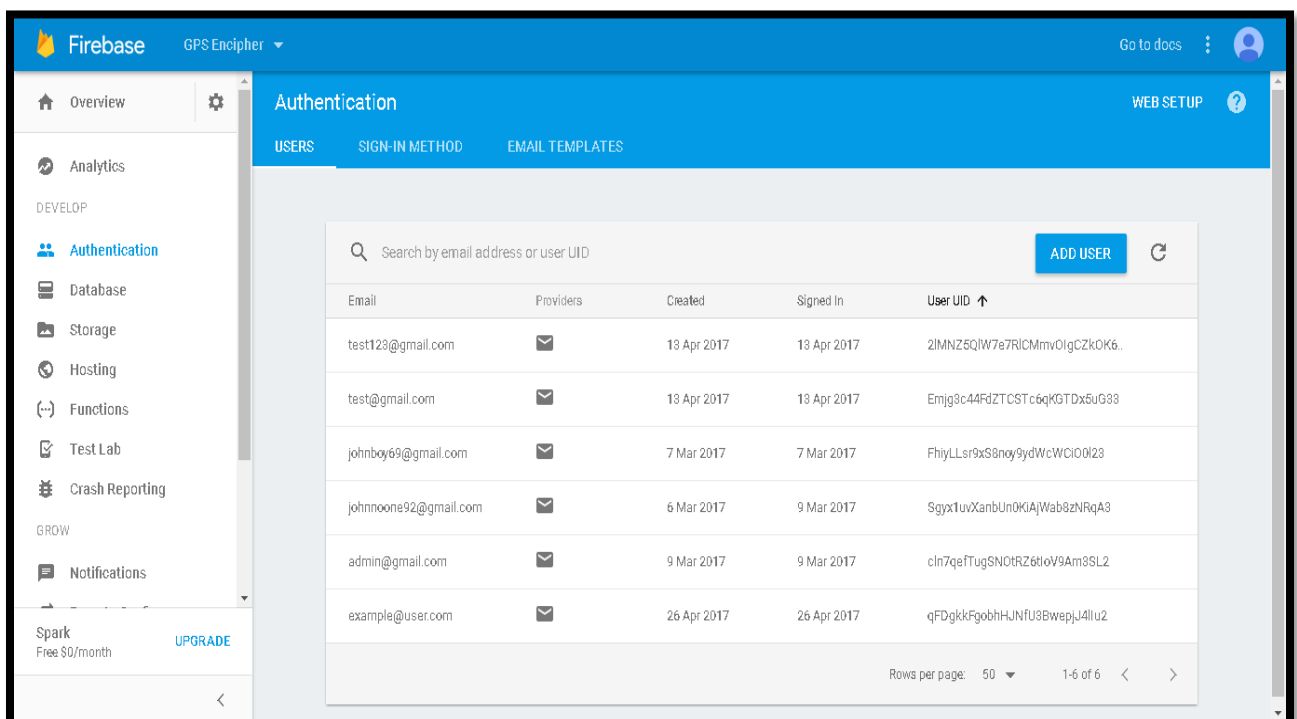 Firebase GPS Encipher Go to docs
Overview
Analytics
DEVELOP
Authentication
Database
Storage
Hosting
Functions
Test Lab
Crash Reporting
GROW
Notifications
Spark
Free $0/month
UPGRADE
Authentication WEB SETUP
USERS SIGN-IN METHOD EMAIL TEMPLATES
Search by email address or user UID ADD USER
Email Providers Created Signed In User UID
test123@gmail.com 13 Apr 2017 13 Apr 2017
test@gmail.com 13 Apr 2017 13 Apr 2017 Emjg3c44FdZTCSTc6qKGTDx5uG33
johnboy69@gmail.com 7 Mar 2017 7 Mar 2017
johnnoone92@gmail.com 6 Mar 2017 9 Mar 2017 Sgyx1uvXanbUn0KiAjWab8zNRqA3
admin@gmail.com 9 Mar 2017 9 Mar 2017
example@user.com 26 Apr 2017 26 Apr 2017
Rows per page: 50 1-6 of 6